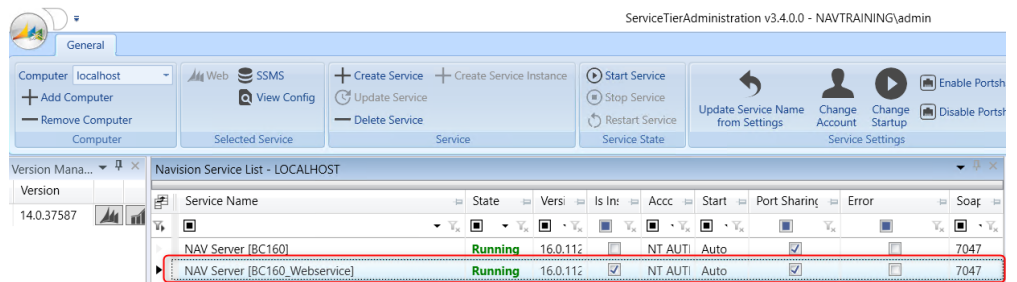 ServiceTierAdministration v3.4.0.0 - NAVTRAINING\admin
General
Computer localhost
Add Computer
Remove Computer
Computer
Web SSMS
View Config
Selected Service
Create Service Create Service Instance
Update Service
Delete Service
Service
Start Service
Stop Service
Restart Service
Service State
Update Service Name
from Settings
Change
Account
Change
Startup
Enable Portsh
Disable Portsh
Service Settings
Version Mana...
Version
14.0.37587
Navision Service List - LOCALHOST
Service Name State Versi Is Ins Accc Start Port Sharing Error Soap
NAV Server [BC160] Running 16.0.112 NT AUTI Auto 7047
NAV Server [BC160_Webservice] Running 16.0.112 NT AUTI Auto 7047